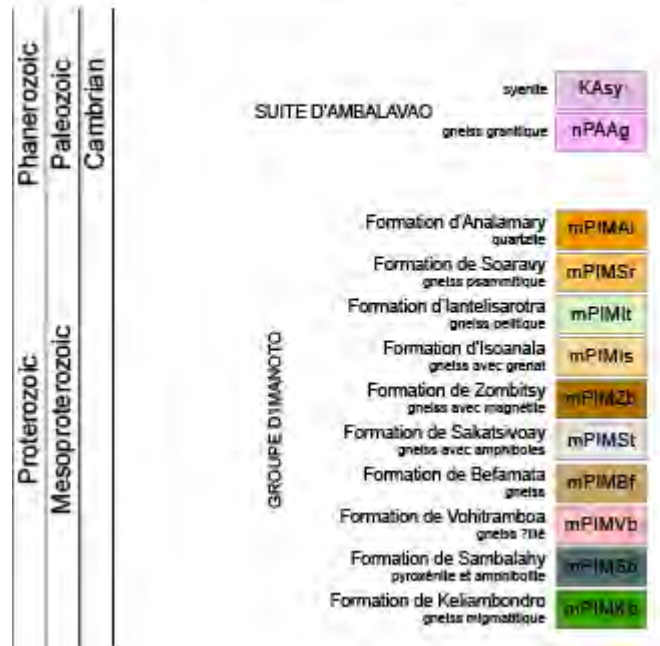 Phanerozoic
Paleozoic
Cambrian
Proterozoic
Mesoproterozoic
SUITE D'AMBALAVAO
syenite KAsy
gneiss granitique nPAAg
GROUPE D'IMANOTO
Formation d'Analamary
quartzite
mPIMAl
Formation de Soaravy
gneiss psammitique
mPIMSr
Formation d'Iantelisarotra
gneiss pelitique
mPIMIt
Formation d'Isoanala
gneiss avec grenat
mPIMIs
Formation de Zombitsy
gneiss avec magnétite
mPIMZb
Formation de Sakatsivoay
gneiss avec amphiboles
mPIMSt
Formation de Befamata
gneiss
mPIMBf
Formation de Vohitramboa
gneiss
mPIMVb
Formation de Sambalahy
pyroxénite et amphibolite
mPIMSb
Formation de Keliambondro
gneiss migmatitique
mPIMKb